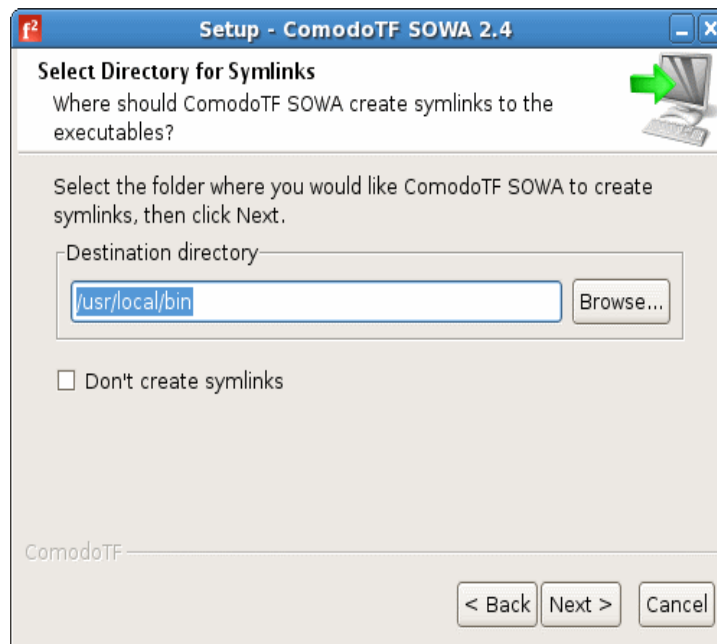 f²
Setup - ComodoTF SOWA 2.4
Select Directory for Symlinks
Where should ComodoTF SOWA create symlinks to the
executables?
Select the folder where you would like ComodoTF SOWA to create
symlinks, then click Next.
Destination directory
/usr/local/bin
Browse...
Don't create symlinks
ComodoTF
< Back Next > Cancel